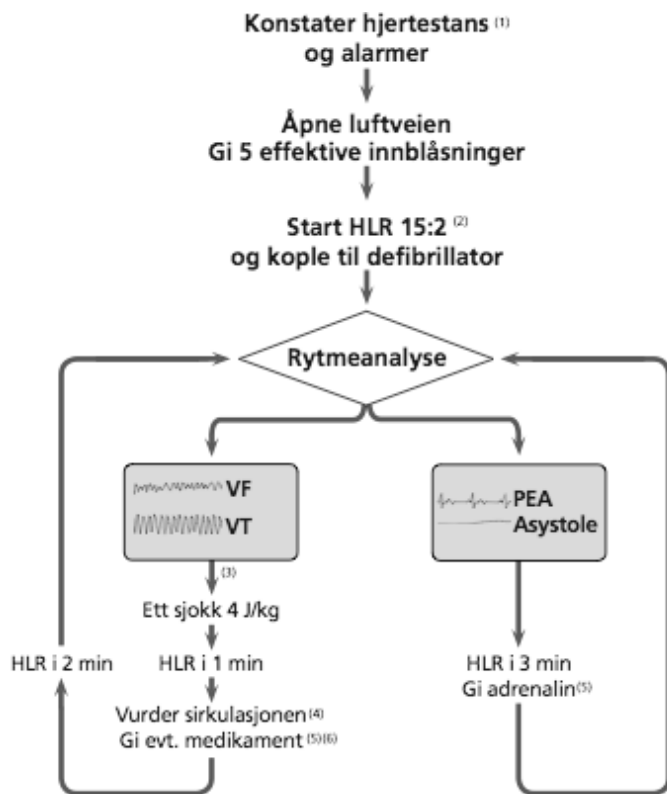 Konstater hjertestans (1)
og alarmer
Åpne luftveien
Gi 5 effektive innblåsninger
Start HLR 15:2 (2)
og kople til defibrillator
Rytmeanalyse
VF
VT
PEA
Asystole
(3)
Ett sjokk 4 J/kg
HLR i 2 min
HLR i 1 min
HLR i 3 min
Gi adrenalin (5)
Vurder sirkulasjonen (4)
Gi evt. medikament (5) (6)